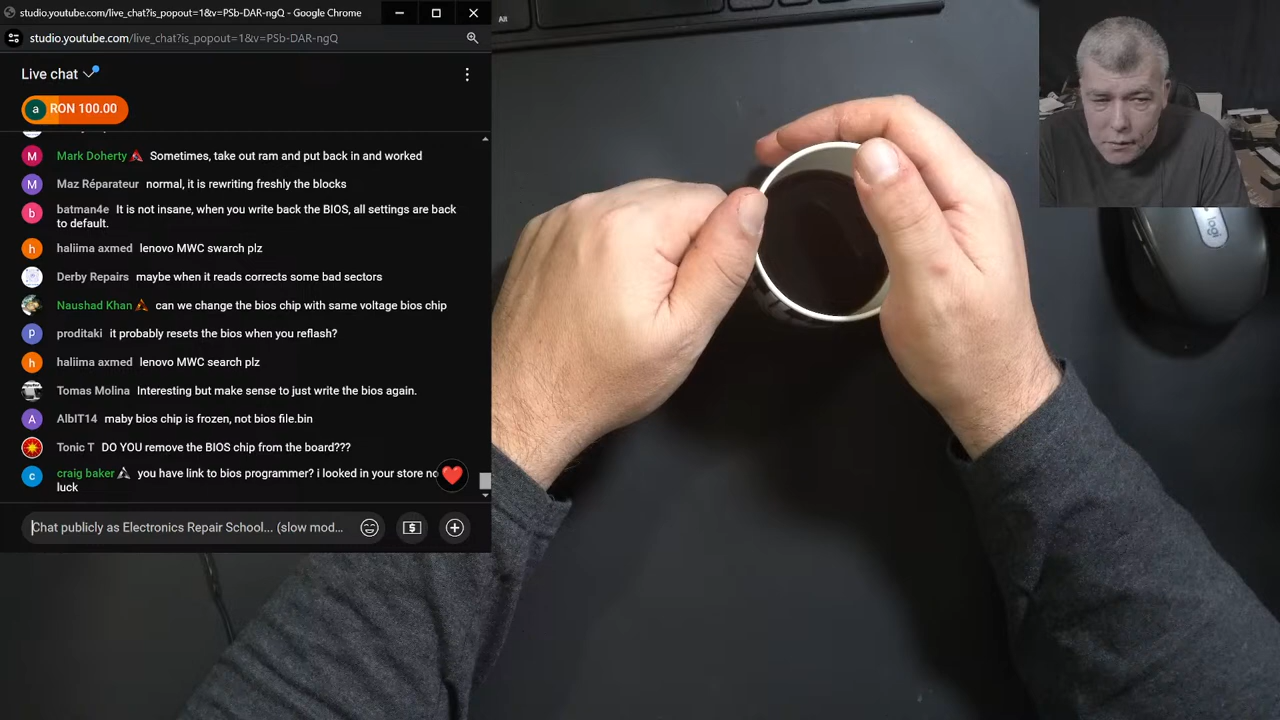 studio.youtube.com/live_chat?is_popout=1&v=PSb-DAR-ngQ - Google Chrome
studio.youtube.com/live_chat?is_popout=1&v=PSb-DAR-ngQ
Live chat
a RON 100.00
M Mark Doherty Sometimes, take out ram and put back in and worked
M Maz Réparateur normal, it is rewriting freshly the blocks
b batman4e It is not insane, when you write back the BIOS, all settings are back
to default.
h haliima axmed lenovo MWC swarch plz
Derby Repairs maybe when it reads corrects some bad sectors
Naushad Khan can we change the bios chip with same voltage bios chip
p proditaki it probably resets the bios when you reflash?
h haliima axmed lenovo MWC search plz
Tomas Molina Interesting but make sense to just write the bios again.
A AlbIT14 maby bios chip is frozen, not bios file.bin
Tonic T DO YOU remove the BIOS chip from the board???
c craig baker you have link to bios programmer? i looked in your store no
luck
Chat publicly as Electronics Repair School... (slow mod...
Alt
logi